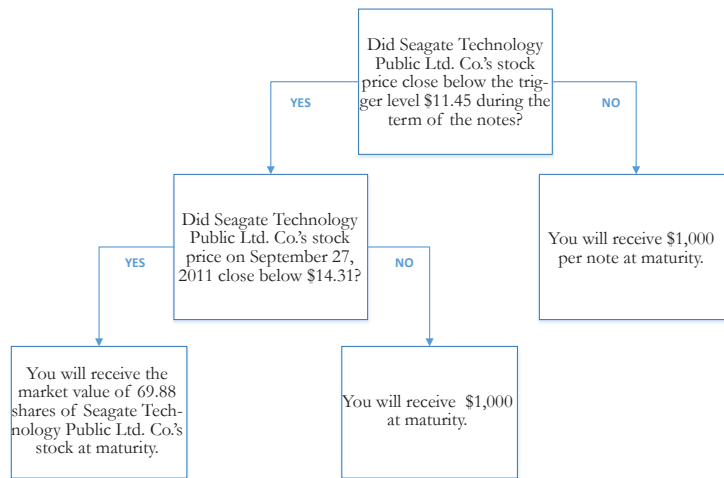 Did Seagate Technology
Public Ltd. Co.'s stock
price close below the trig-
ger level $11.45 during the
term of the notes?
YES
NO
Did Seagate Technology
Public Ltd. Co.'s stock
price on September 27,
2011 close below $14.31?
You will receive $1,000
per note at maturity.
YES
NO
You will receive the
market value of 69.88
shares of Seagate Tech-
nology Public Ltd. Co.'s
stock at maturity.
You will receive $1,000
at maturity.